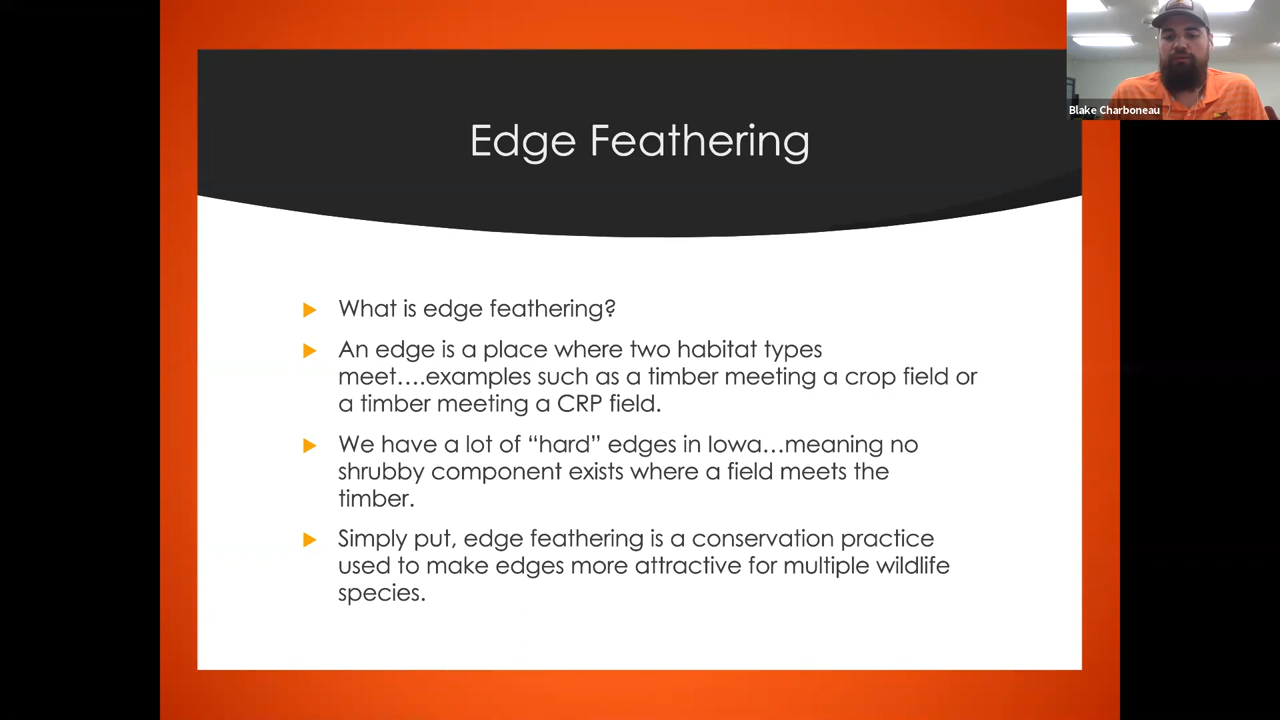 Blake Charboneau
Edge Feathering
What is edge feathering?
An edge is a place where two habitat types
meet....examples such as a timber meeting a crop field or
a timber meeting a CRP field.
We have a lot of “hard” edges in Iowa...meaning no
shrubby component exists where a field meets the
timber.
Simply put, edge feathering is a conservation practice
used to make edges more attractive for multiple wildlife
species.